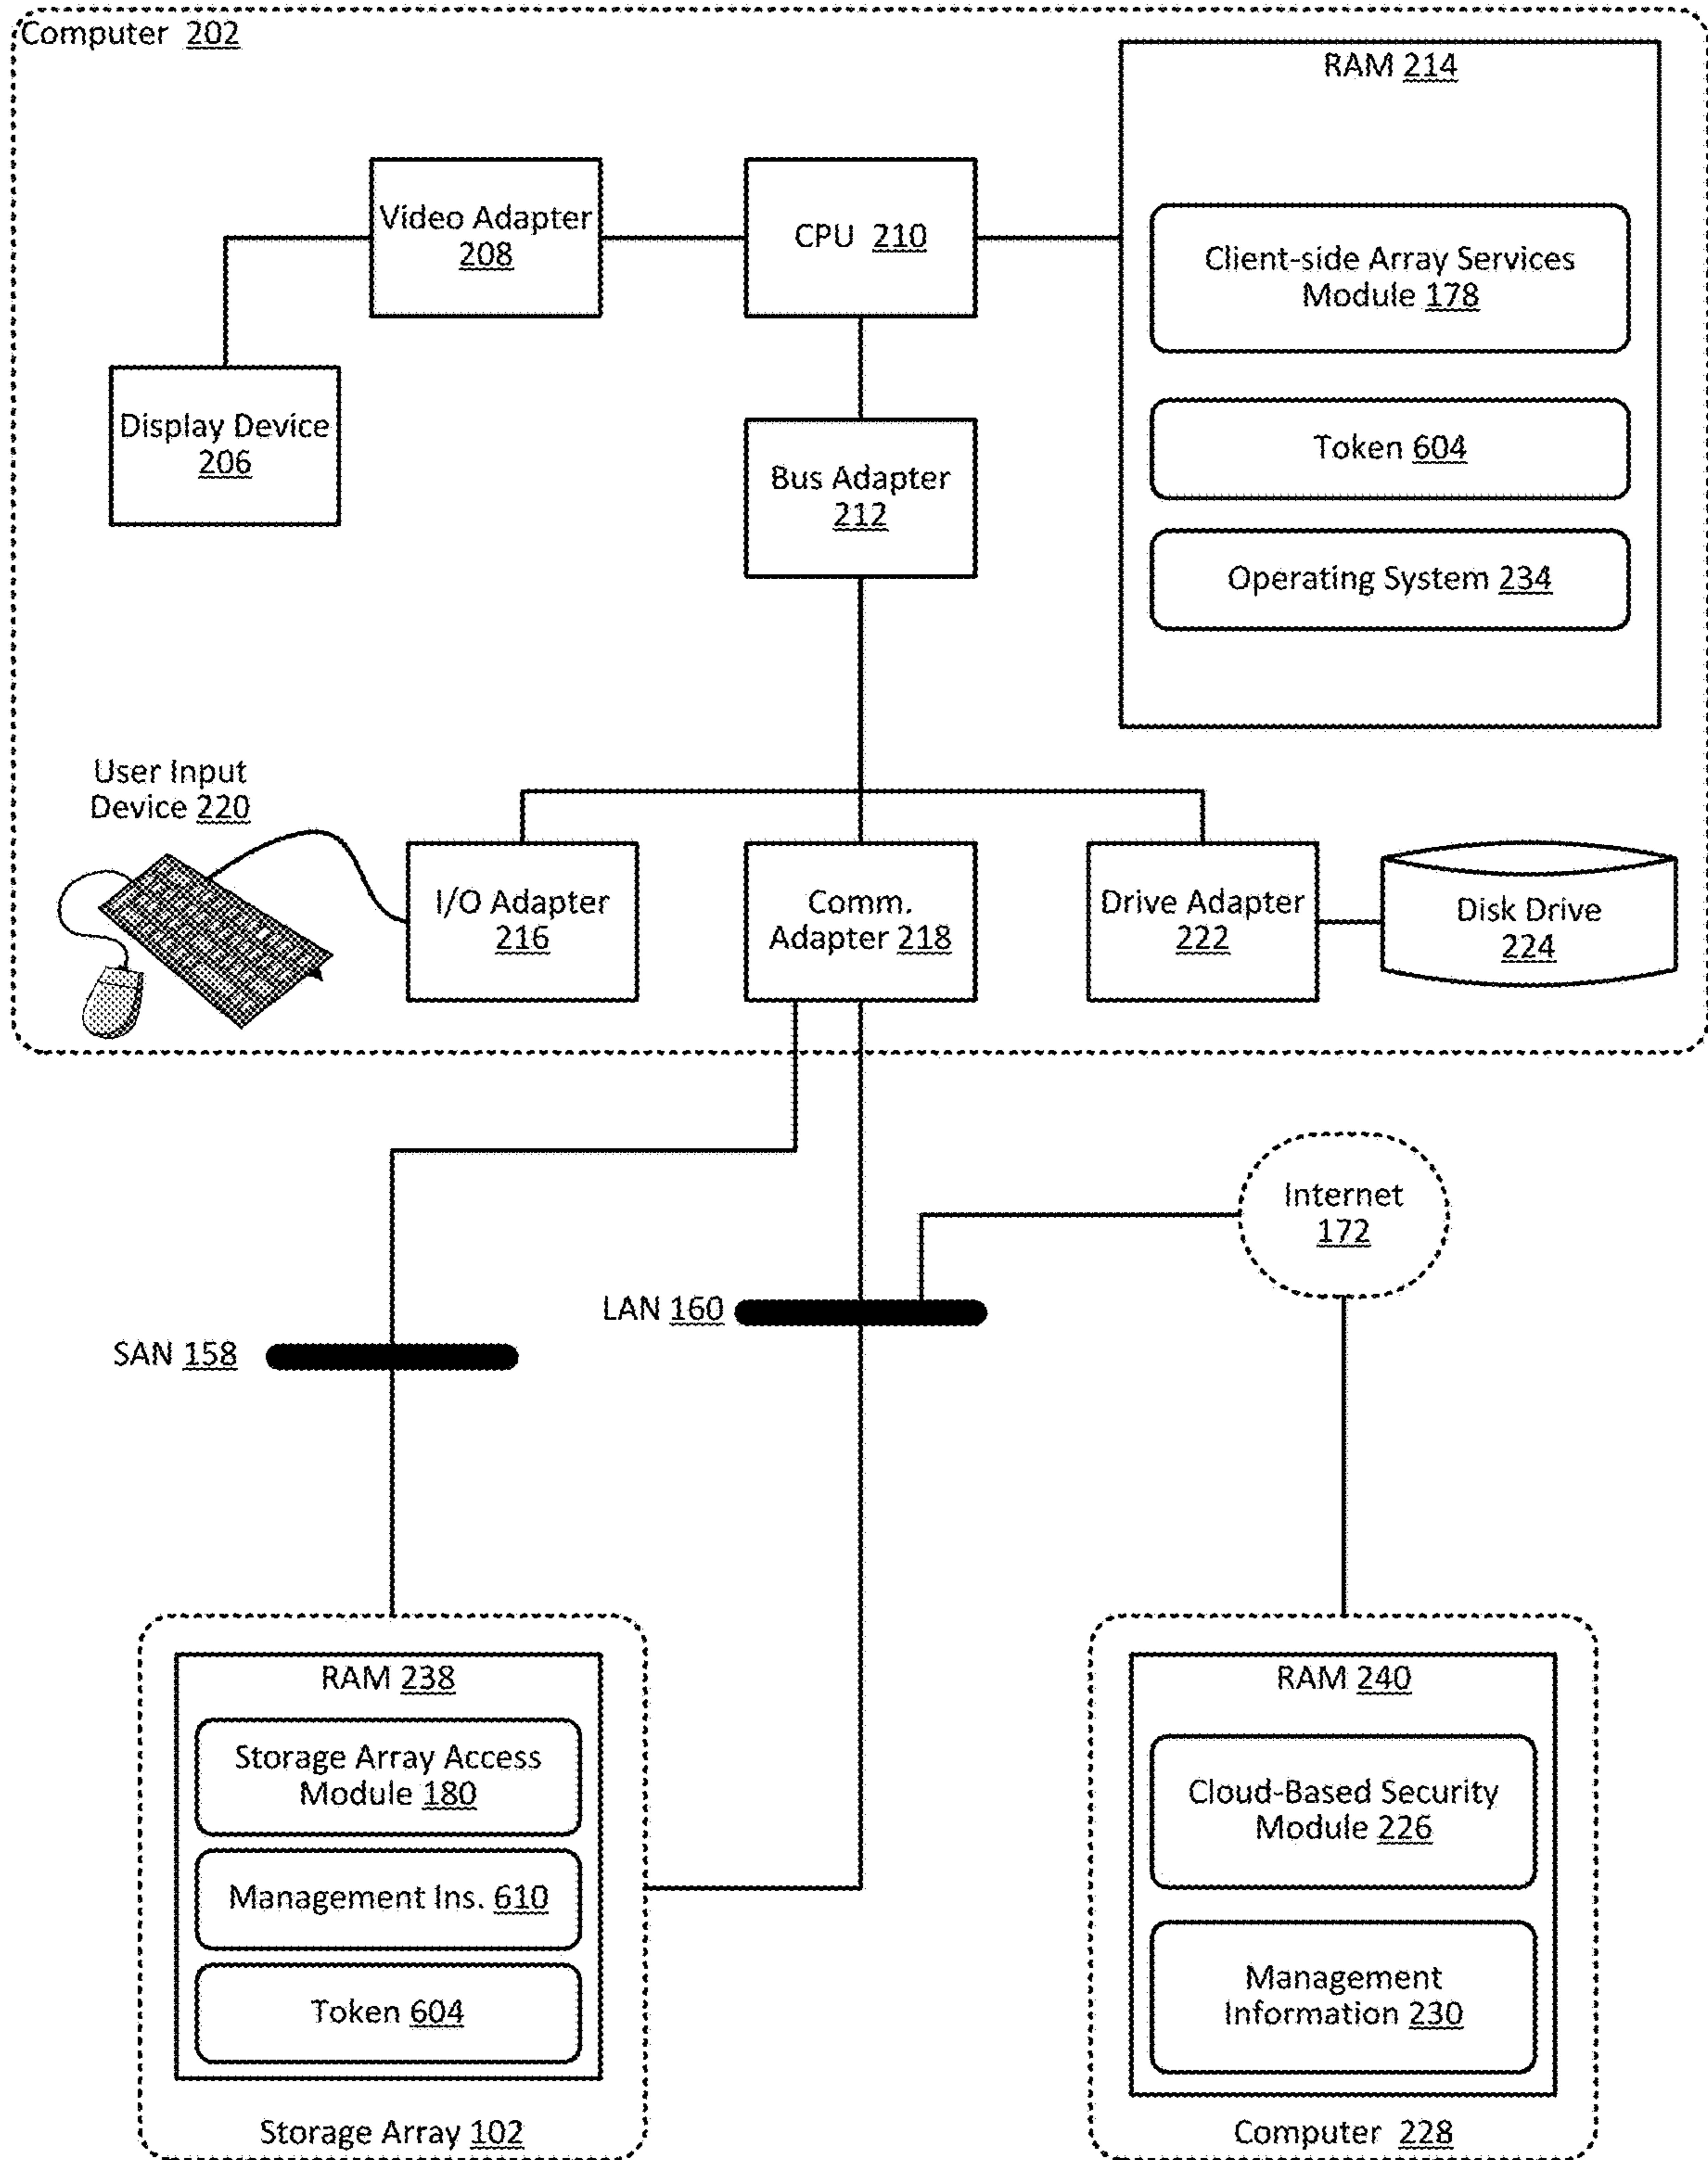 Computer 202
RAM 214
Video Adapter
208
CPU 210
Client-side Array Services
Module 178
Display Device
206
Token 604
Bus Adapter
212
Operating System 234
User Input
Device 220
I/O Adapter
216
Comm.
Adapter 218
Drive Adapter
222
Disk Drive
224
Internet
172
LAN 160
SAN 158
RAM 238
Storage Array Access
Module 180
Management Ins. 610
Token 604
Storage Array 102
RAM 240
Cloud-Based Security
Module 226
Management
Information 230
Computer 228